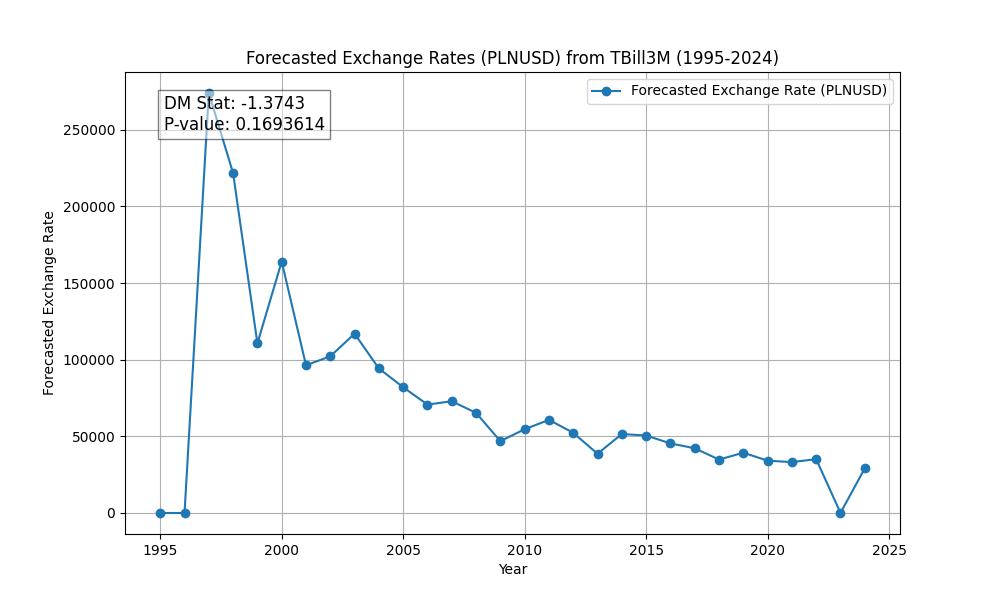 Forecasted Exchange Rates (PLNUSD) from TBill3M (1995-2024)
DM Stat: -1.3743
P-value: 0.1693614
Forecasted Exchange Rate (PLNUSD)
Forecasted Exchange Rate
250000
200000
150000
100000
50000
0
1995 2000 2005 2010 2015 2020 2025
Year